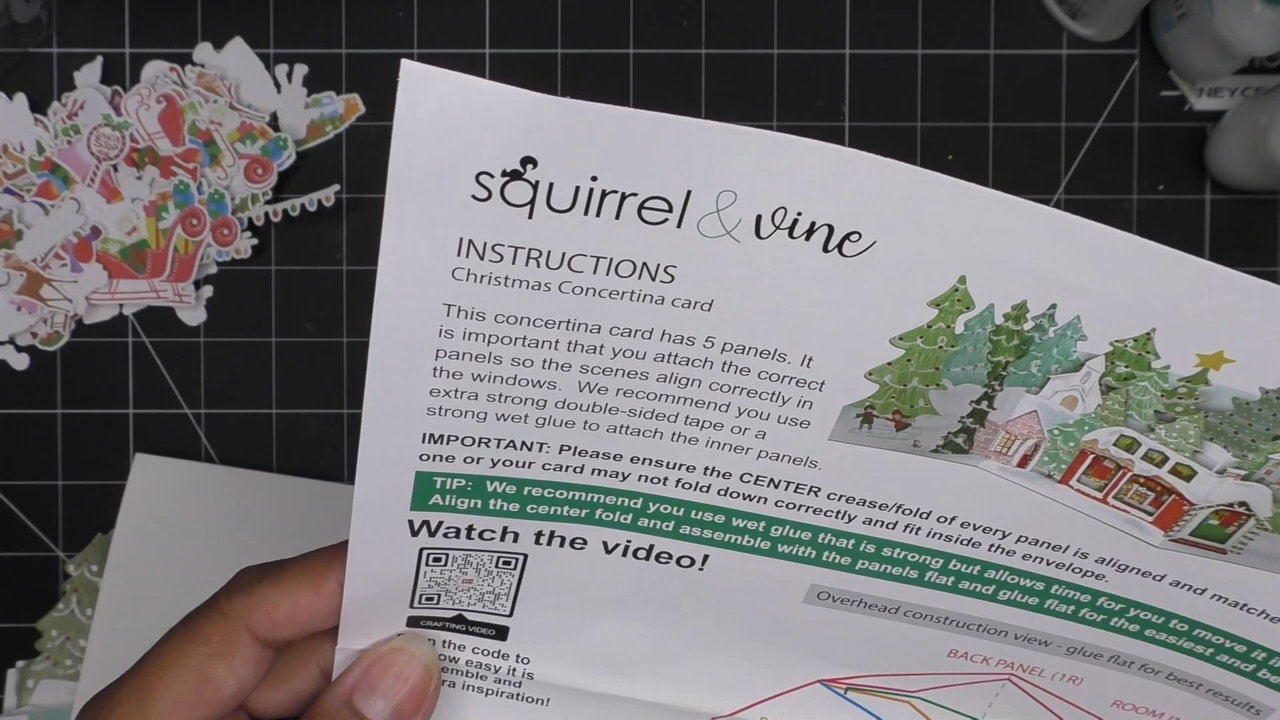 squirrel & vine
INSTRUCTIONS
Christmas Concertina card
This concertina card has 5 panels. It
is important that you attach the correct
panels so the scenes align correctly in
the windows. We recommend you use
extra strong double-sided tape or a
strong wet glue to attach the inner panels.
IMPORTANT: Please ensure the CENTER crease/fold of every panel is aligned and matche
one or your card may not fold down correctly and fit inside the envelope.
TIP: We recommend you use wet glue that is strong but allows time for you to move it
Align the center fold and assemble with the panels flat and glue flat for the easiest and be
Watch the video!
CRAFTING VIDEO
n the code to
ow easy it is
emble and
ra inspiration!
Overhead construction view - glue flat for best results
BACK PANEL (1R)
ROOM